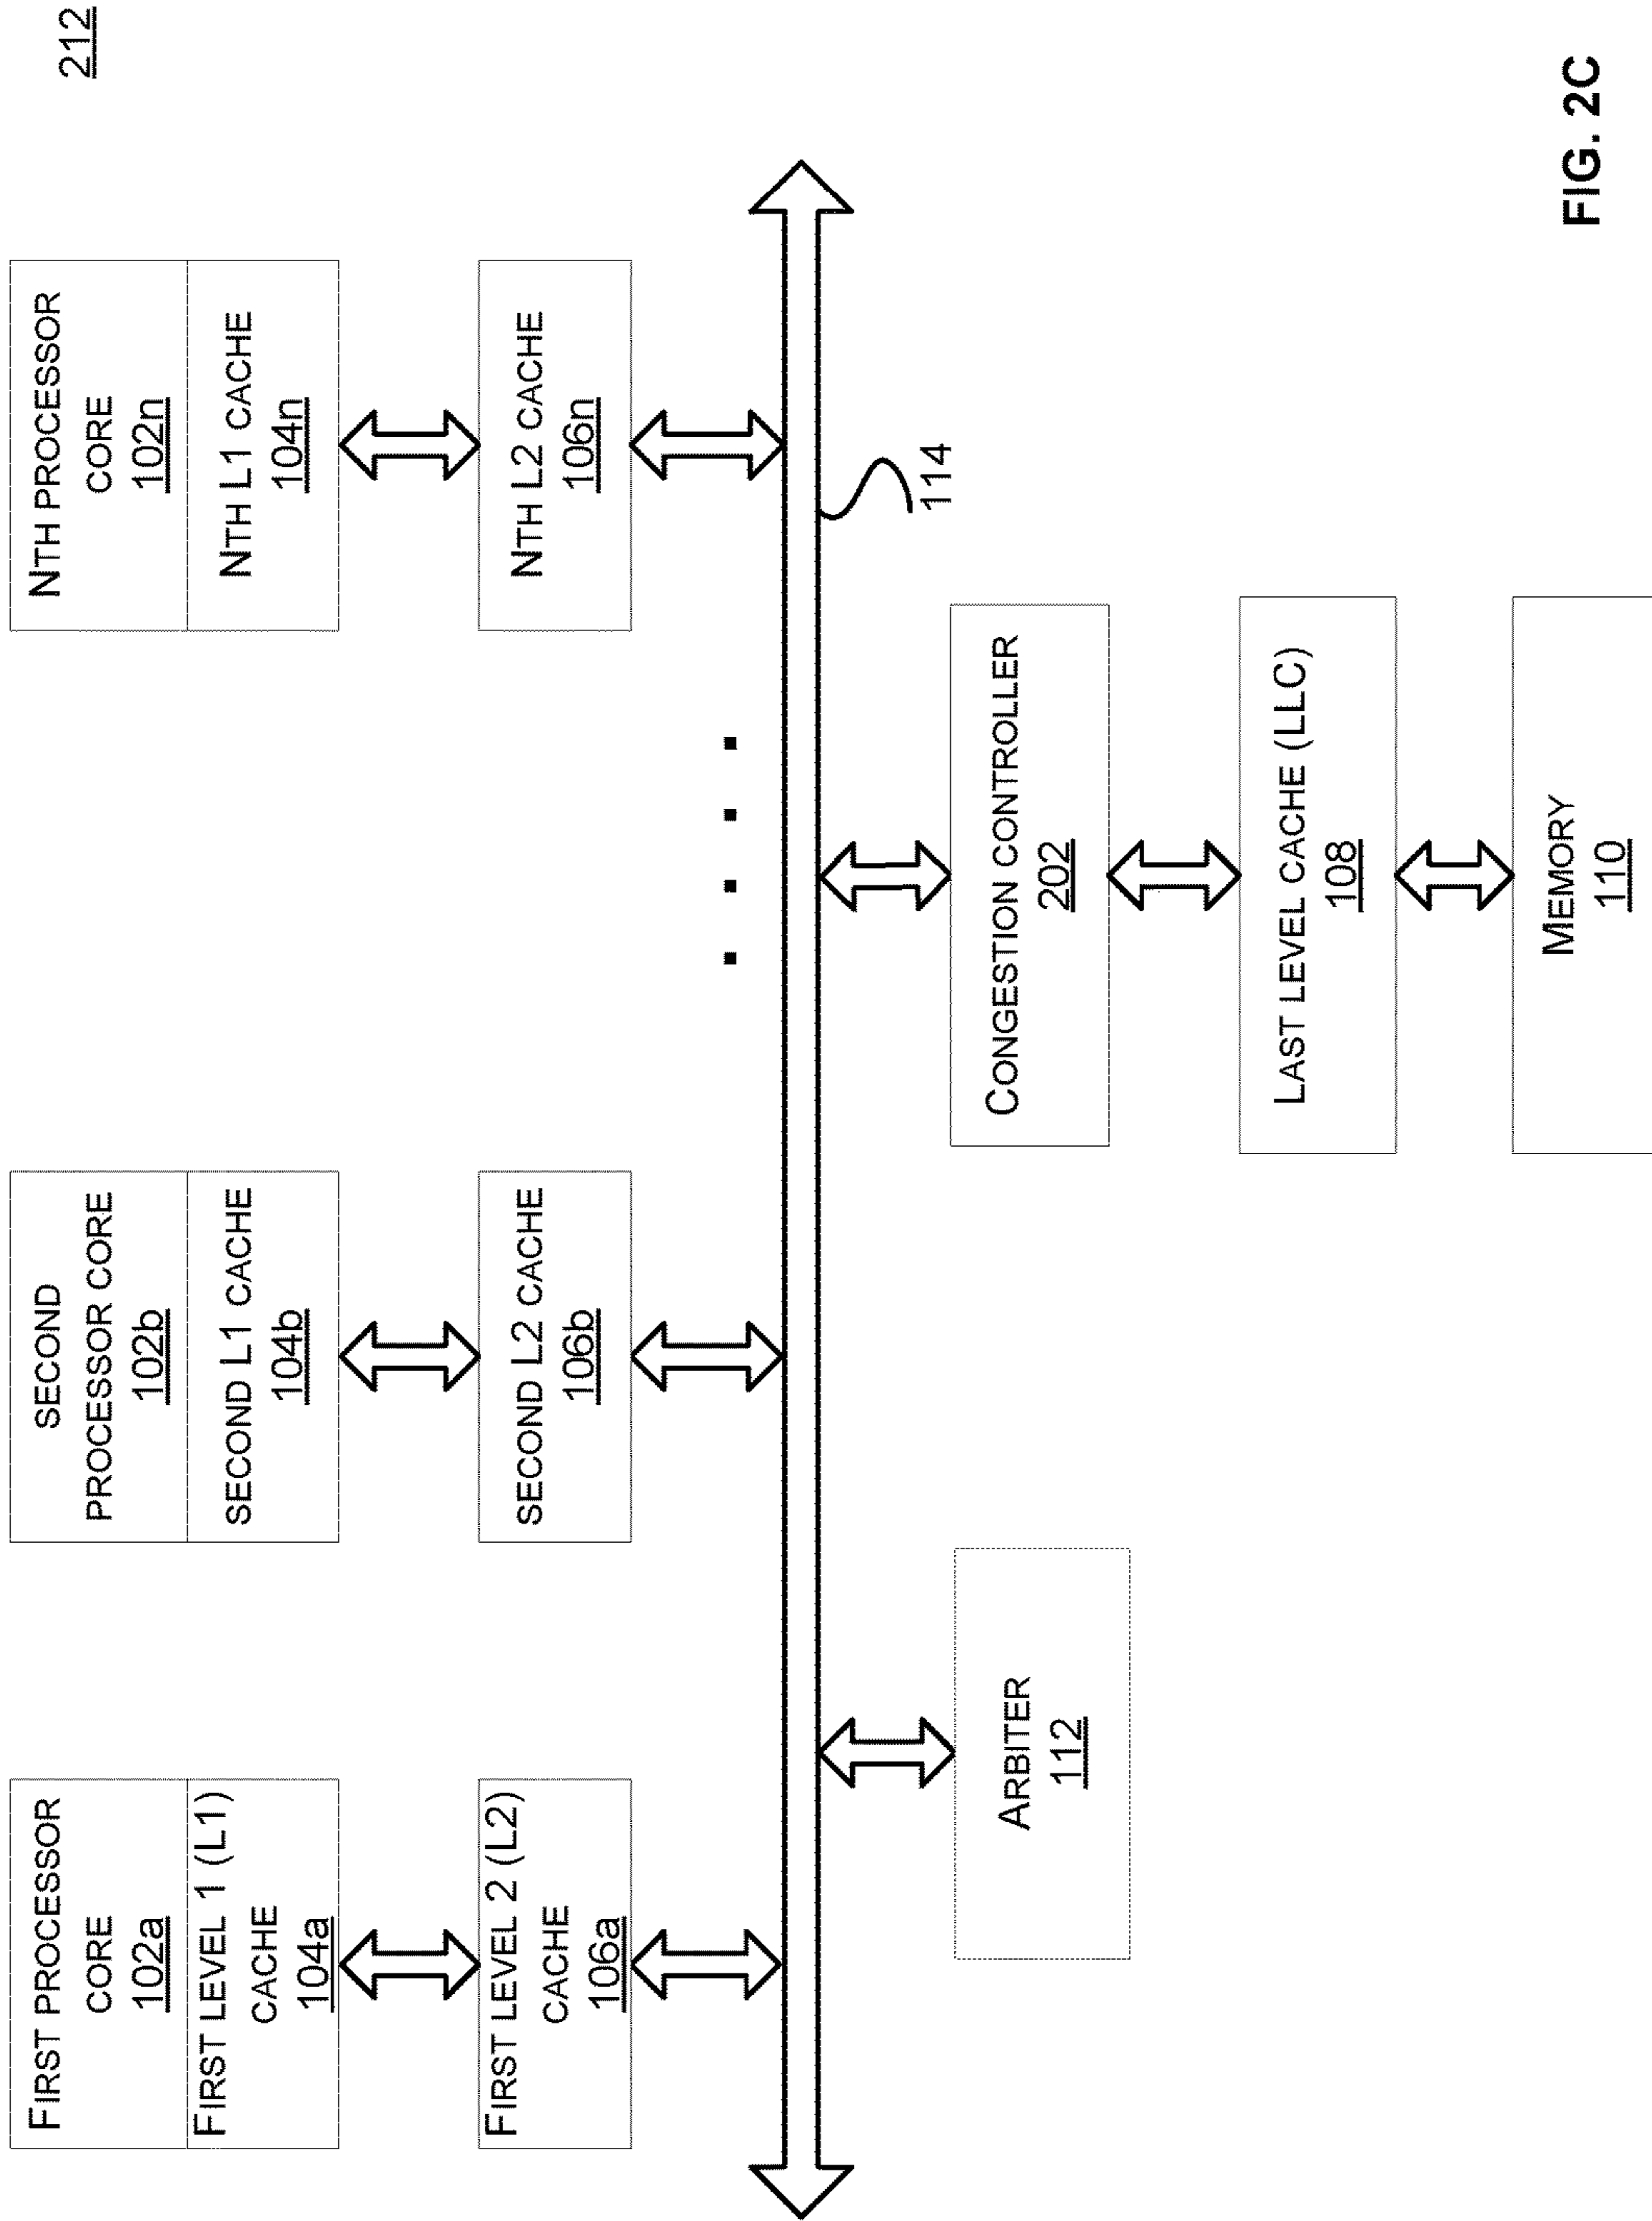 212
FIRST PROCESSOR
CORE
102a
FIRST LEVEL 1 (L1)
CACHE
104a
FIRST LEVEL 2 (L2)
CACHE
106a
SECOND
PROCESSOR CORE
102b
SECOND L1 CACHE
104b
SECOND L2 CACHE
106b
NTH PROCESSOR
CORE
102n
NTH L1 CACHE
104n
NTH L2 CACHE
106n
114
ARBITER
112
CONGESTION CONTROLLER
202
LAST LEVEL CACHE (LLC)
108
MEMORY
110
FIG. 2C